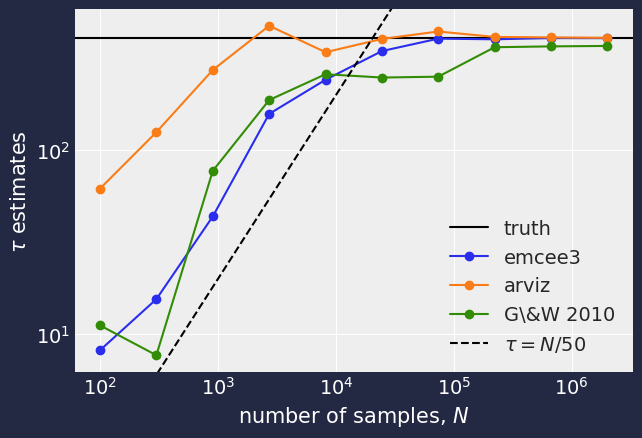 τ estimates
10²
10¹
truth
emcee3
arviz
G\&W 2010
τ = N/50
10² 10³ 10⁴ 10⁵ 10⁶
number of samples, N